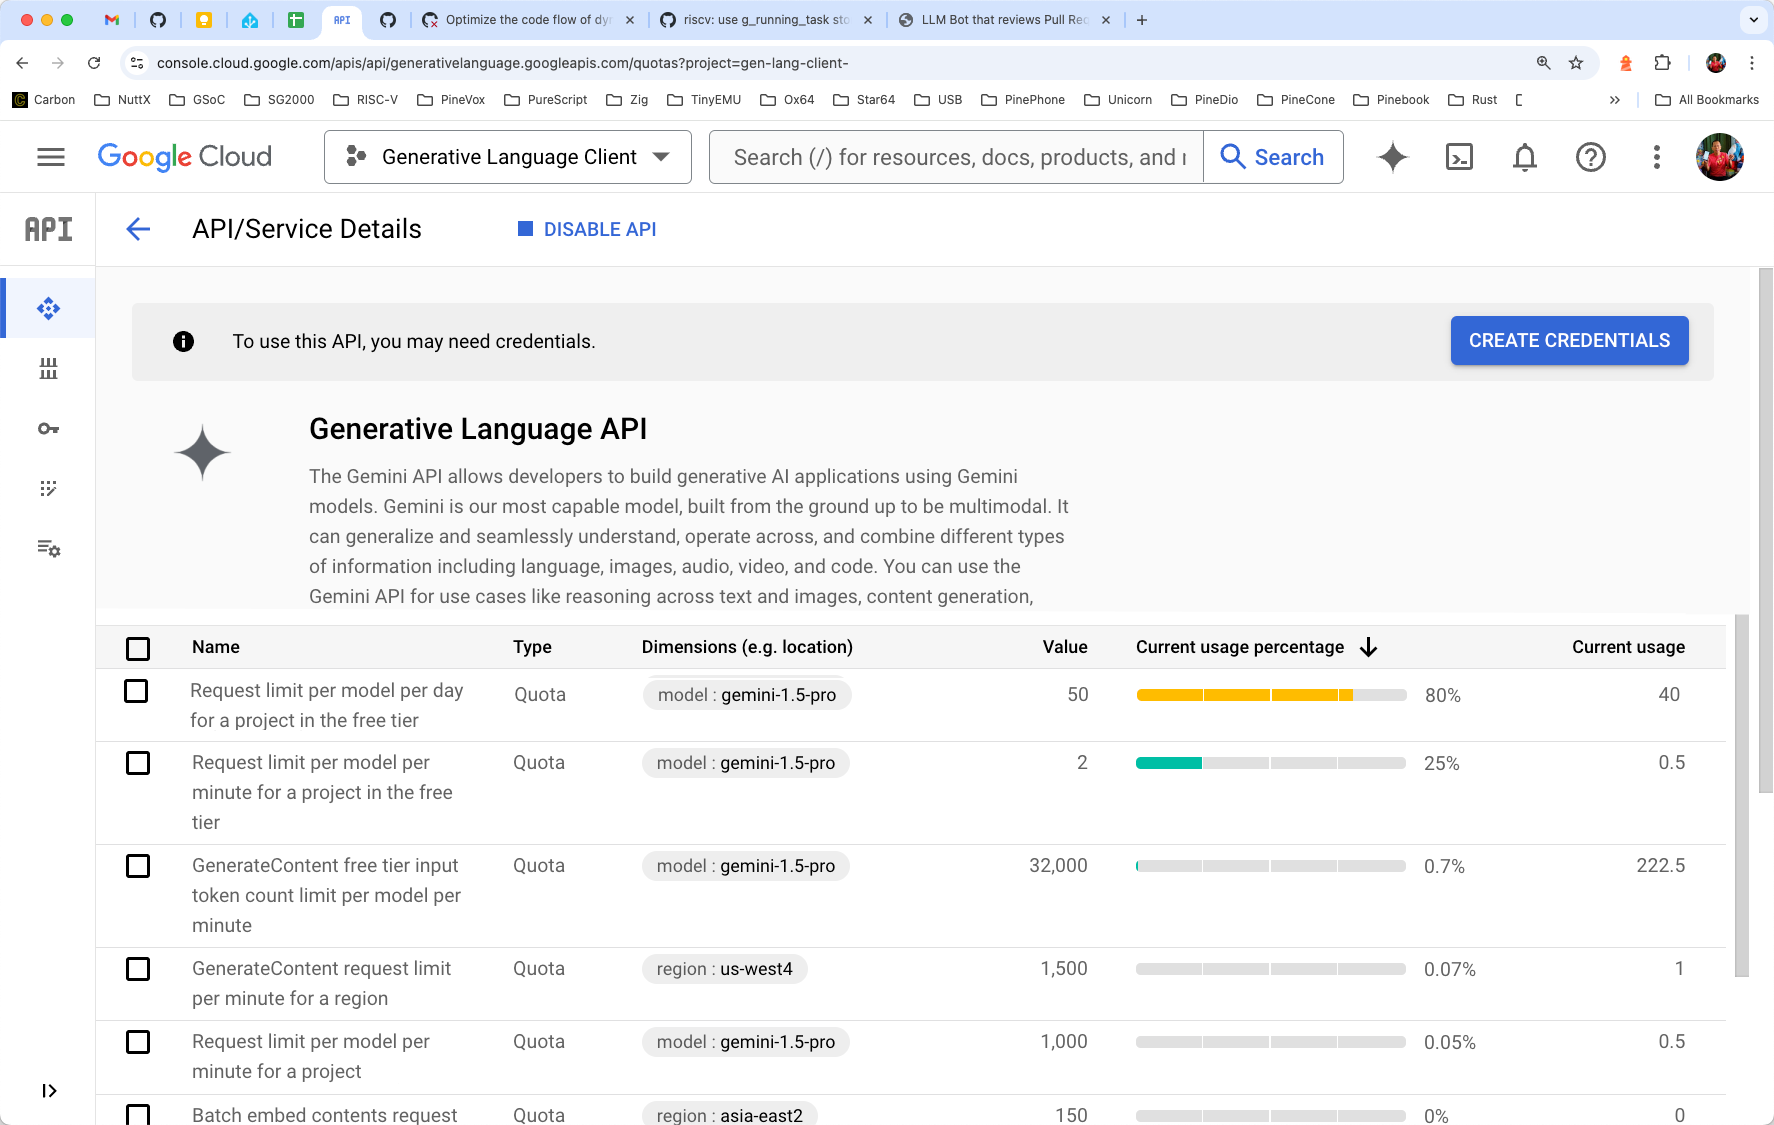 API
Optimize the code flow of dyn
riscv: use g_running_task sto
LLM Bot that reviews Pull Req
console.cloud.google.com/apis/api/generativelanguage.googleapis.com/quotas?project=gen-lang-client-
Carbon NuttX GSoC SG2000 RISC-V PineVox PureScript Zig TinyEMU Ox64 Star64 USB PinePhone Unicorn PineDio PineCone Pinebook Rust All Bookmarks
Google Cloud
Generative Language Client
Search (/) for resources, docs, products, and
Search
API
API/Service Details
DISABLE API
To use this API, you may need credentials.
CREATE CREDENTIALS
Generative Language API
The Gemini API allows developers to build generative AI applications using Gemini
models. Gemini is our most capable model, built from the ground up to be multimodal. It
can generalize and seamlessly understand, operate across, and combine different types
of information including language, images, audio, video, and code. You can use the
Gemini API for use cases like reasoning across text and images, content generation,
Name Type Dimensions (e.g. location) Value Current usage percentage Current usage
Request limit per model per day Quota model : gemini-1.5-pro 50 80% 40
for a project in the free tier
Request limit per model per Quota model : gemini-1.5-pro 2 25% 0.5
minute for a project in the free
tier
GenerateContent free tier input Quota model : gemini-1.5-pro 32,000 0.7% 222.5
token count limit per model per
minute
GenerateContent request limit Quota region : us-west4 1,500 0.07% 1
per minute for a region
Request limit per model per Quota model : gemini-1.5-pro 1,000 0.05% 0.5
minute for a project
Batch embed contents request Quota region : asia-east2 150 0% 0